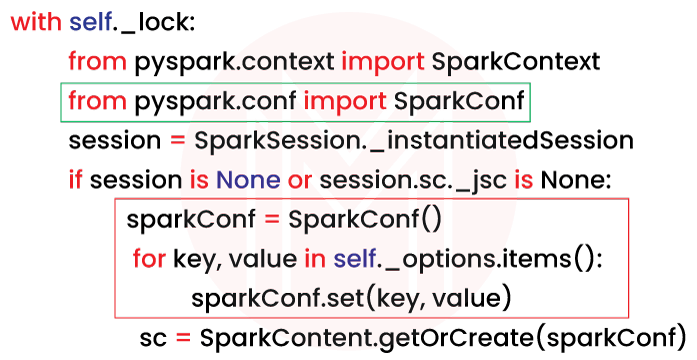 with self._lock:
from pyspark.context import SparkContext
from pyspark.conf import SparkConf
session = SparkSession._instantiatedSession
if session is None or session.sc._jsc is None:
sparkConf = SparkConf()
for key, value in self._options.items():
sparkConf.set(key, value)
sc = SparkContent.getOrCreate(sparkConf)